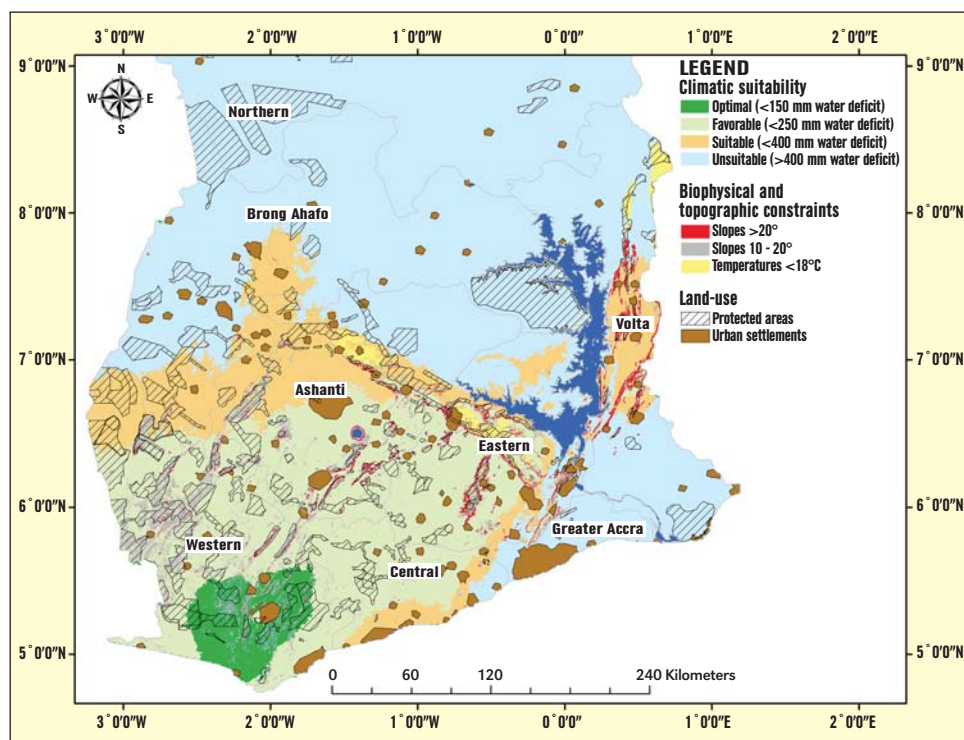 3˚0'0"W 2˚0'0"W 1˚0'0"W 0˚0'0" 1˚0'0"E 2˚0'0"E
9˚0'0"N 9˚0'0"N
N
W E
S
LEGEND
Climatic suitability
Optimal (<150 mm water deficit)
Favorable (<250 mm water deficit)
Suitable (<400 mm water deficit)
Unsuitable (>400 mm water deficit)
Biophysical and
topographic constraints
Slopes >20°
Slopes 10 - 20°
Temperatures <18°C
Land-use
Protected areas
Urban settlements
Northern
8˚0'0"N 8˚0'0"N
Brong Ahafo
Volta
7˚0'0"N 7˚0'0"N
Ashanti
Eastern
6˚0'0"N 6˚0'0"N
Greater Accra
Western
Central
5˚0'0"N 5˚0'0"N
0 60 120 240 Kilometers
3˚0'0"W 2˚0'0"W 1˚0'0"W 0˚0'0" 1˚0'0"E 2˚0'0"E